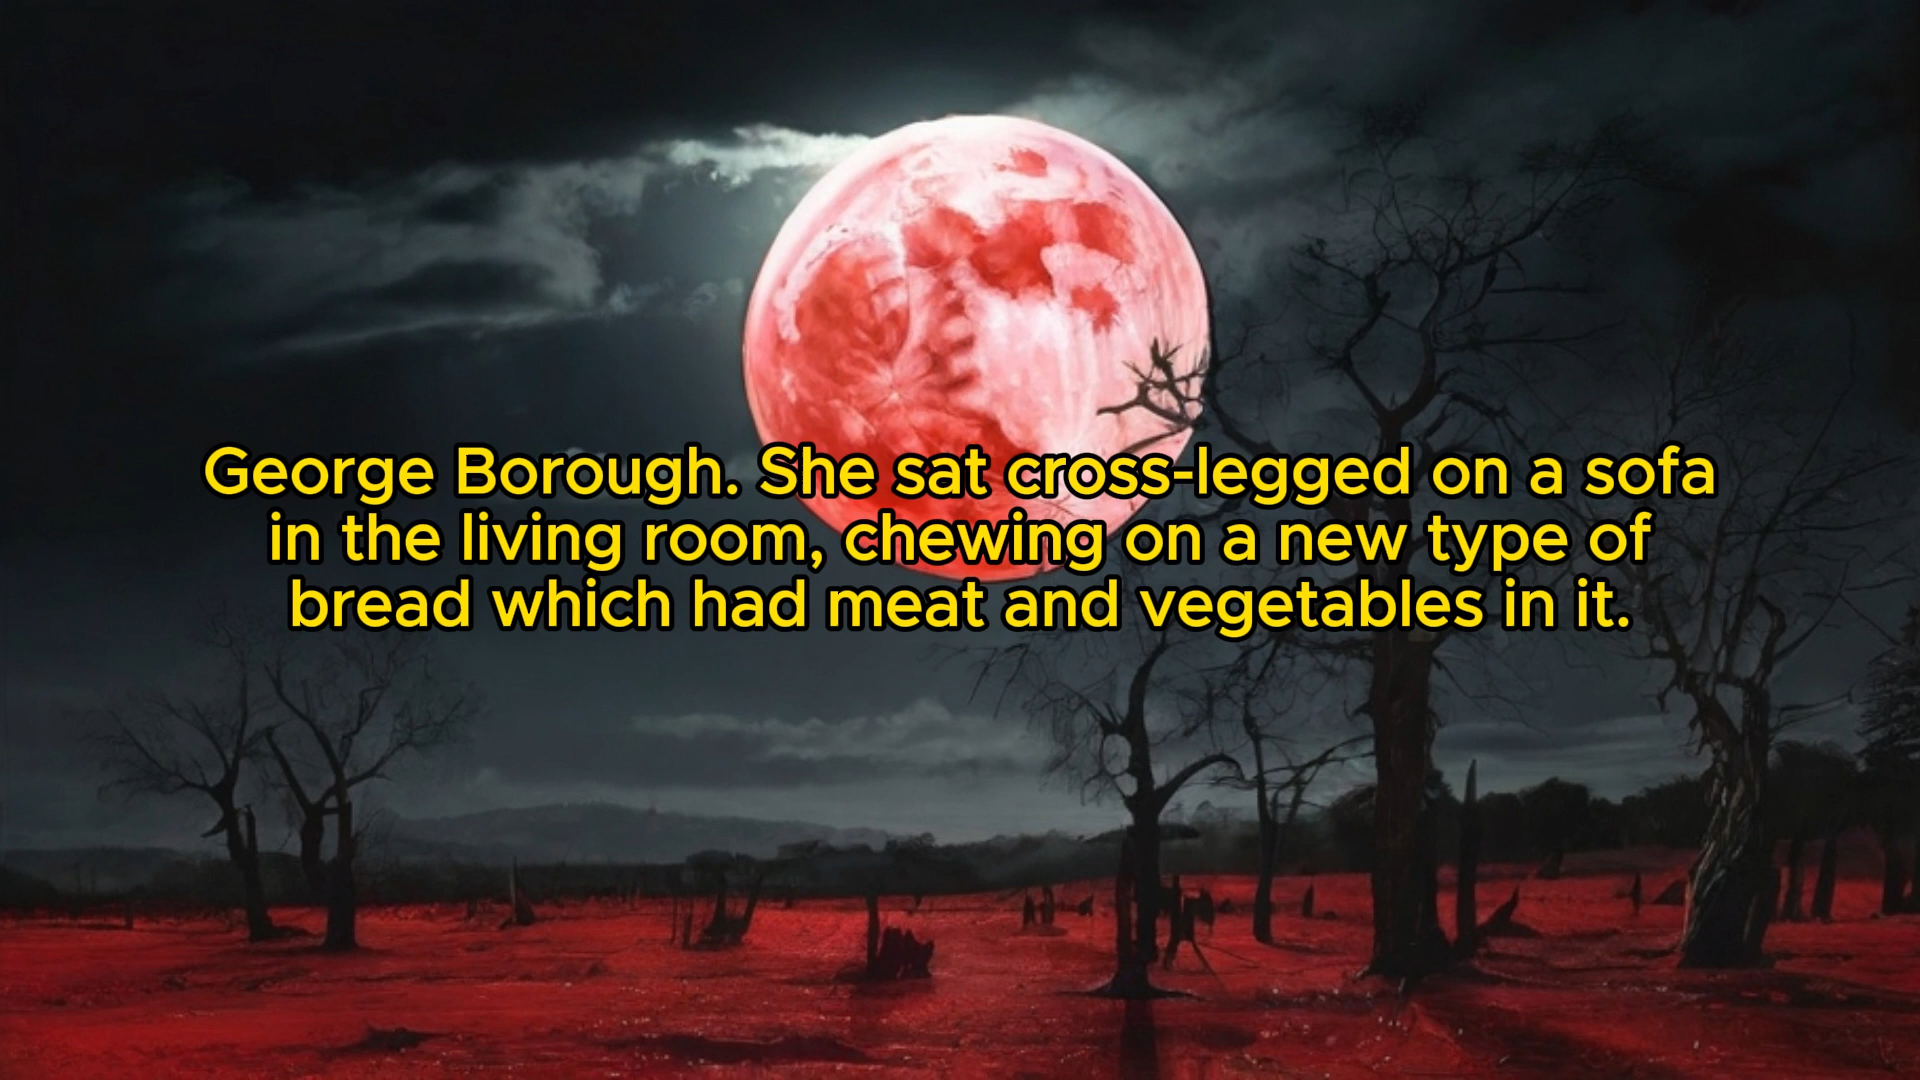 George Borough. She sat cross-legged on a sofa
in the living room, chewing on a new type of
bread which had meat and vegetables in it.